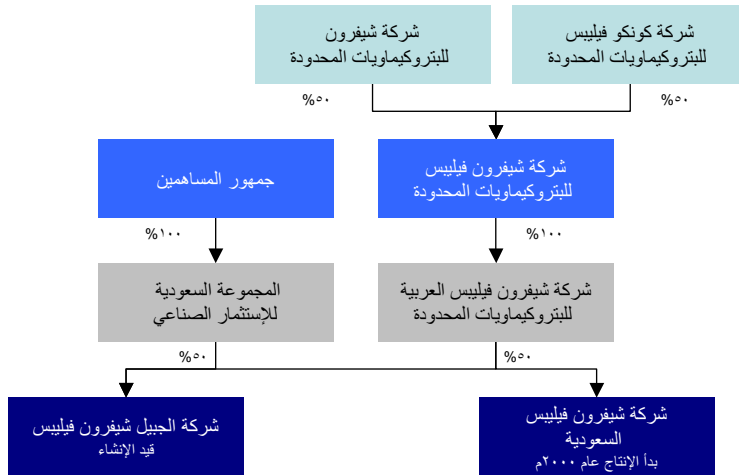 شركة كونكو فيليبس
للبتروكيماويات المحدودة
شركة شيفرون
للبتروكيماويات المحدودة
%٥٠
%٥٠
شركة شيفرون فيليبس
للبتروكيماويات المحدودة
جمهور المساهمين
%١٠٠
%١٠٠
شركة شيفرون فيليبس العربية
للبتروكيماويات المحدودة
المجموعة السعودية
للإستثمار الصناعي
%٥٠
%٥٠
شركة شيفرون فيليبس
السعودية
بدأ الإنتاج عام ٢٠٠٠م
شركة الجبيل شيفرون فيليبس
قيد الإنشاء